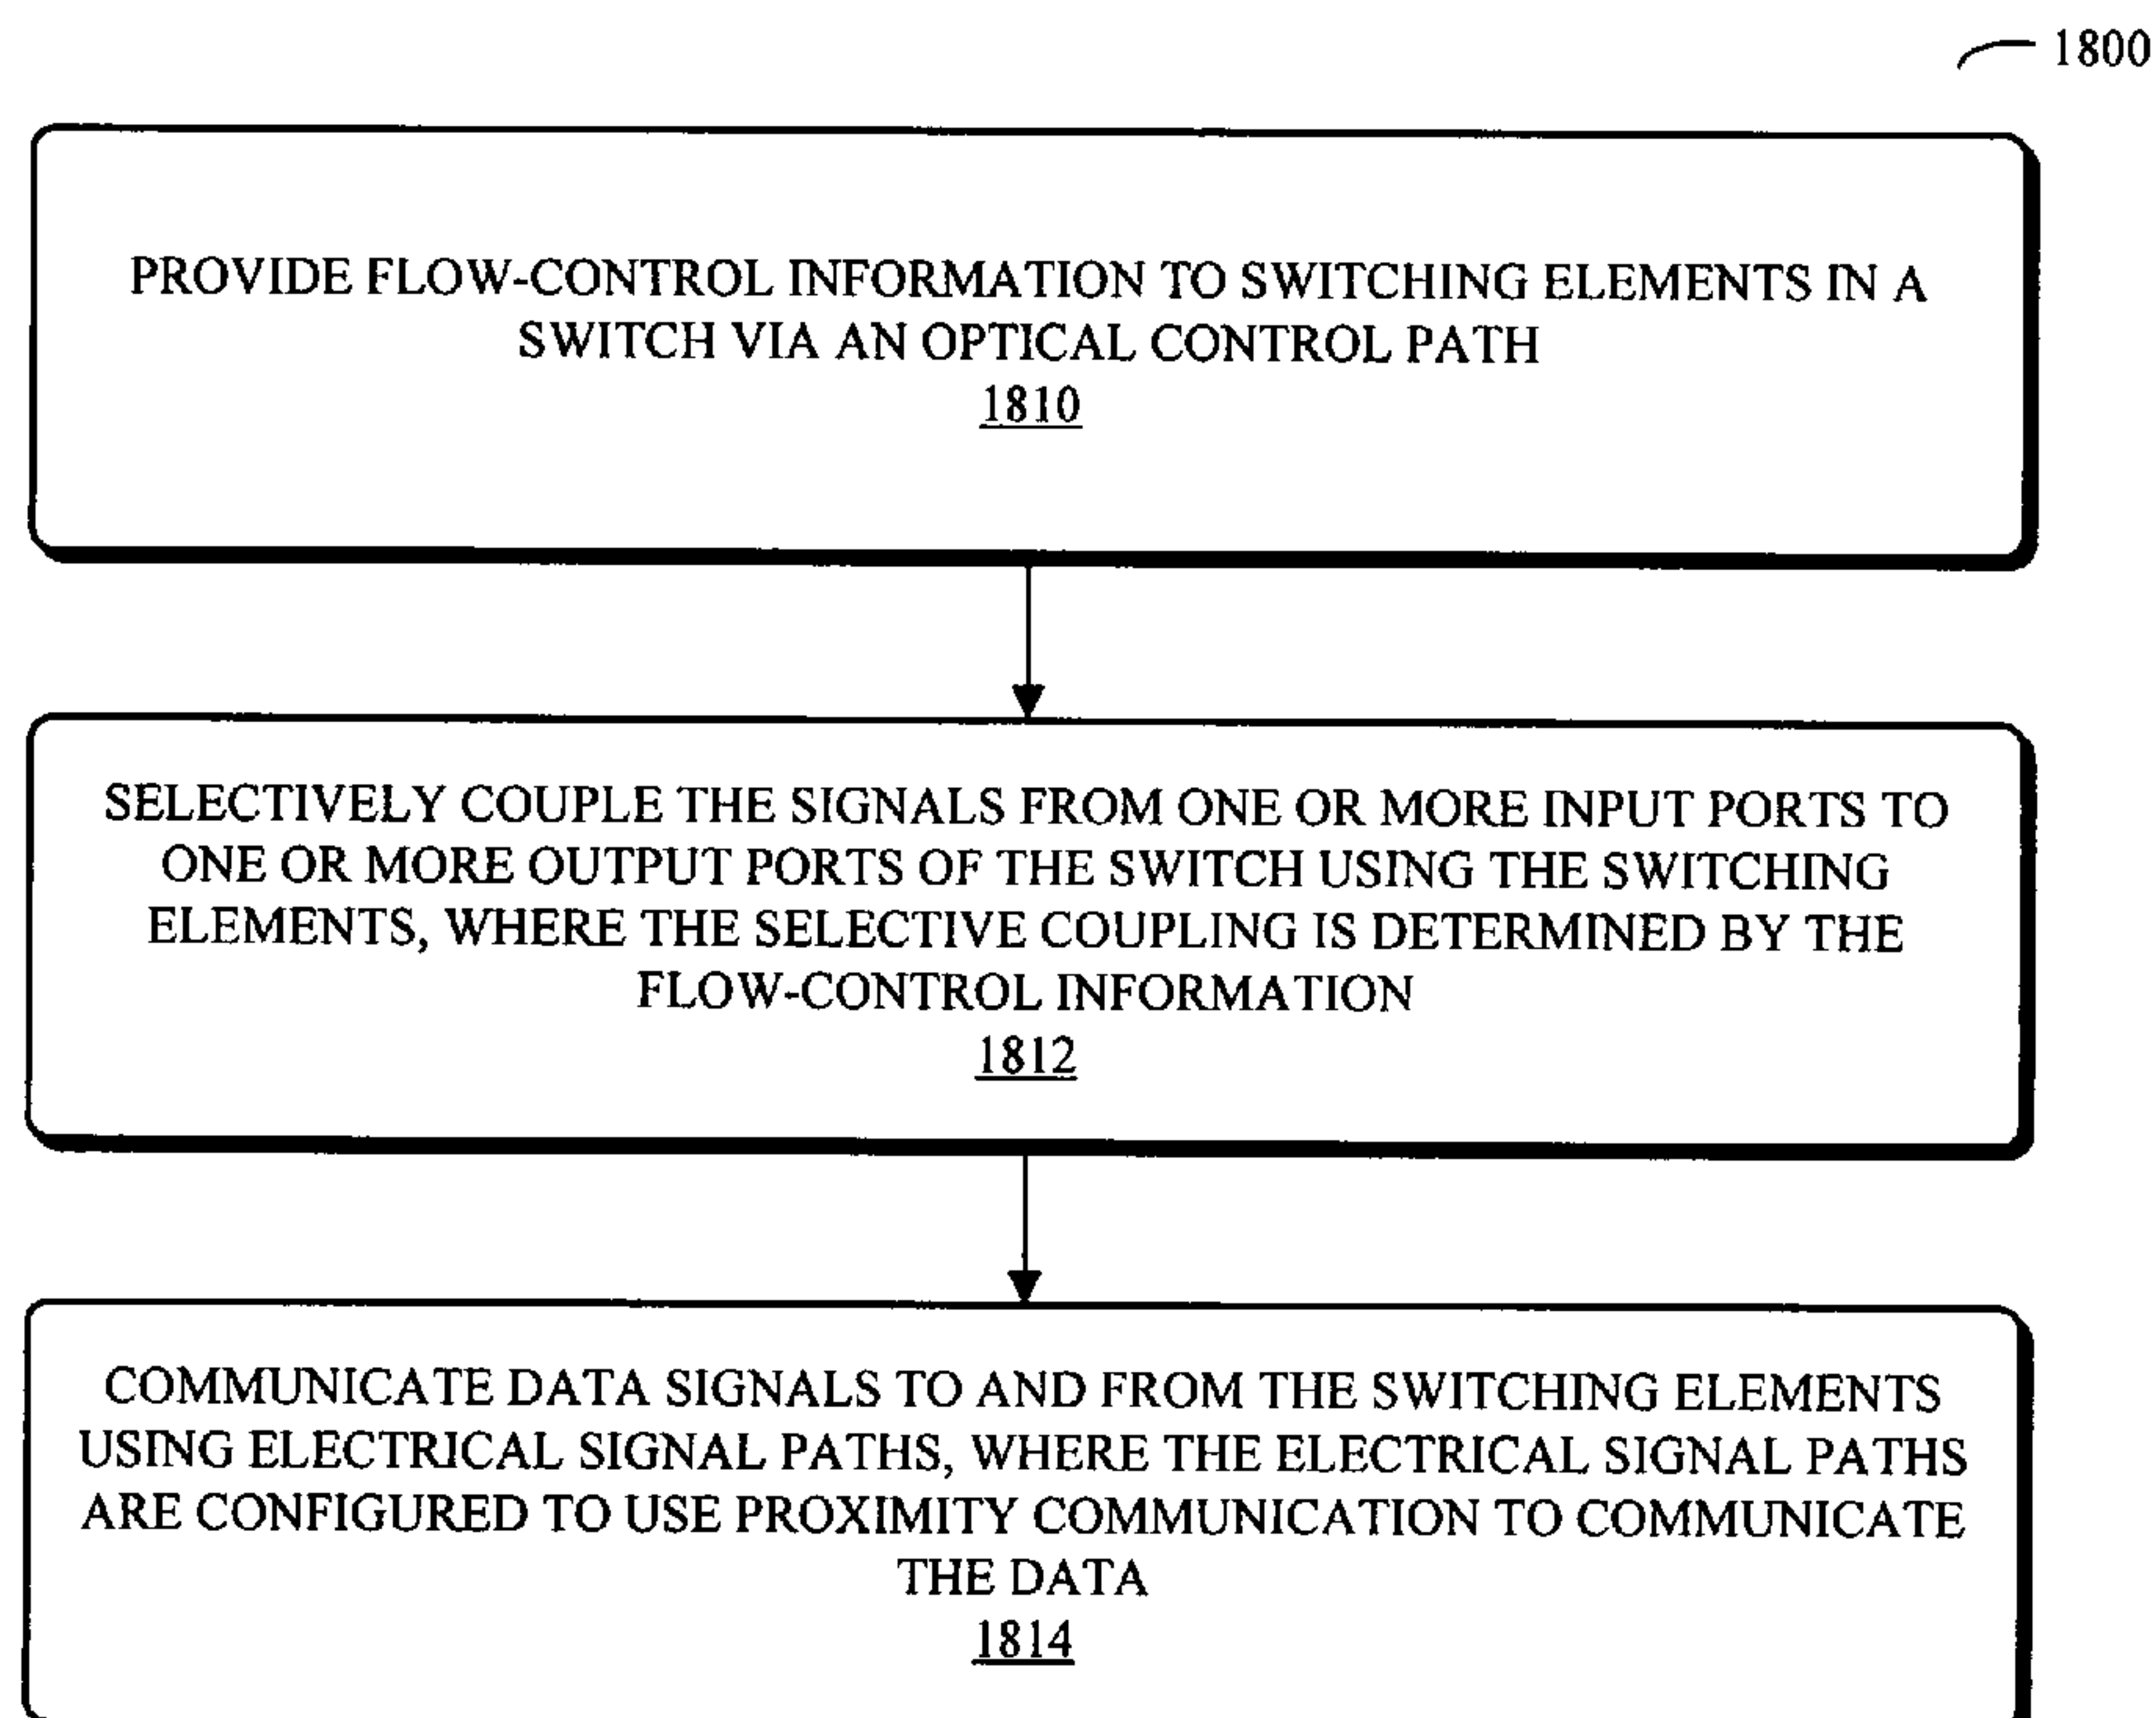 1800
PROVIDE FLOW-CONTROL INFORMATION TO SWITCHING ELEMENTS IN A
SWITCH VIA AN OPTICAL CONTROL PATH
1810
SELECTIVELY COUPLE THE SIGNALS FROM ONE OR MORE INPUT PORTS TO
ONE OR MORE OUTPUT PORTS OF THE SWITCH USING THE SWITCHING
ELEMENTS, WHERE THE SELECTIVE COUPLING IS DETERMINED BY THE
FLOW-CONTROL INFORMATION
1812
COMMUNICATE DATA SIGNALS TO AND FROM THE SWITCHING ELEMENTS
USING ELECTRICAL SIGNAL PATHS, WHERE THE ELECTRICAL SIGNAL PATHS
ARE CONFIGURED TO USE PROXIMITY COMMUNICATION TO COMMUNICATE
THE DATA
1814